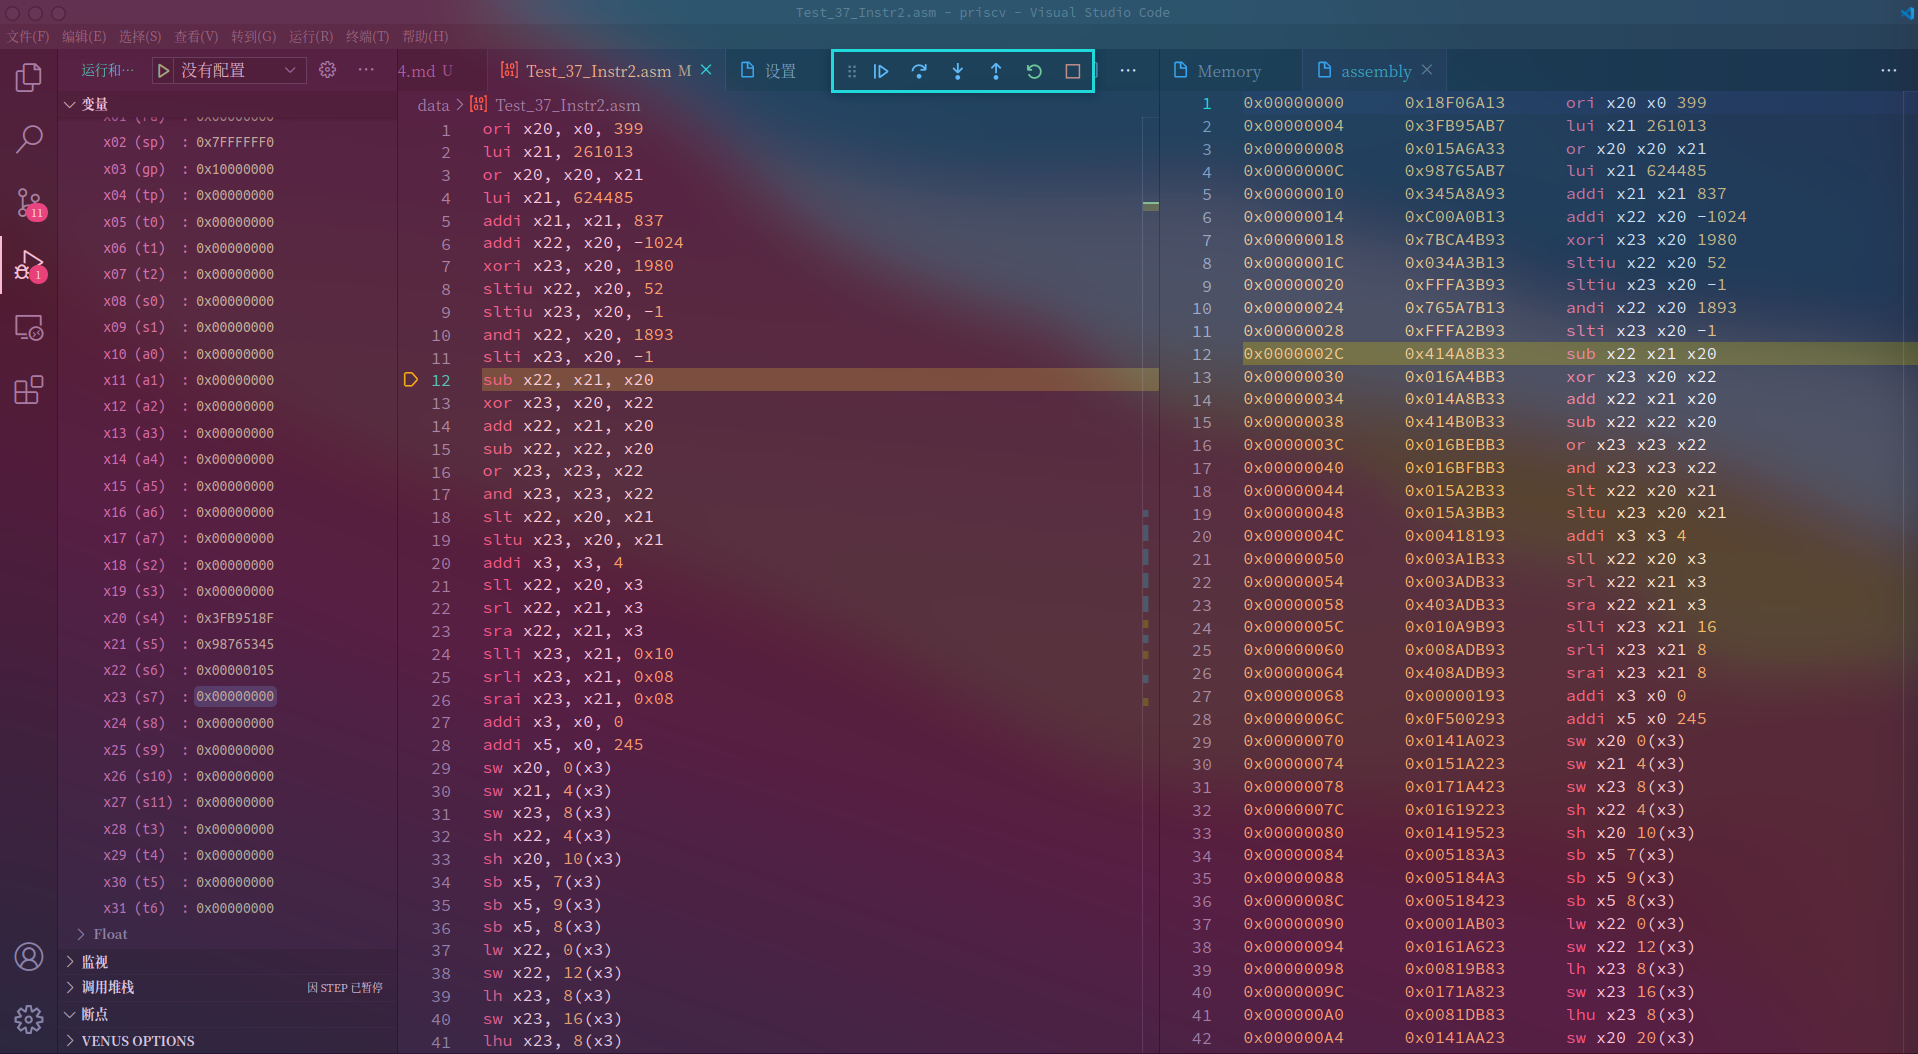 Test_37_Instr2.asm - priscv - Visual Studio Code
文件(F) 编辑(E) 选择(S) 查看(V) 转到(G) 运行(R) 终端(T) 帮助(H)
运行和··· 没有配置
变量
x01 (ra) : 0x00000000
x02 (sp) : 0x7FFFFFF0
x03 (gp) : 0x10000000
x04 (tp) : 0x00000000
x05 (t0) : 0x00000000
x06 (t1) : 0x00000000
x07 (t2) : 0x00000000
x08 (s0) : 0x00000000
x09 (s1) : 0x00000000
x10 (a0) : 0x00000000
x11 (a1) : 0x00000000
x12 (a2) : 0x00000000
x13 (a3) : 0x00000000
x14 (a4) : 0x00000000
x15 (a5) : 0x00000000
x16 (a6) : 0x00000000
x17 (a7) : 0x00000000
x18 (s2) : 0x00000000
x19 (s3) : 0x00000000
x20 (s4) : 0x3FB9518F
x21 (s5) : 0x98765345
x22 (s6) : 0x00000105
x23 (s7) : 0x00000000
x24 (s8) : 0x00000000
x25 (s9) : 0x00000000
x26 (s10) : 0x00000000
x27 (s11) : 0x00000000
x28 (t3) : 0x00000000
x29 (t4) : 0x00000000
x30 (t5) : 0x00000000
x31 (t6) : 0x00000000
Float
监视
调用堆栈 因 STEP 已暂停
断点
VENUS OPTIONS
11
1
4.md U Test_37_Instr2.asm M 设置
data > Test_37_Instr2.asm
1 ori x20, x0, 399
2 lui x21, 261013
3 or x20, x20, x21
4 lui x21, 624485
5 addi x21, x21, 837
6 addi x22, x20, -1024
7 xori x23, x20, 1980
8 sltiu x22, x20, 52
9 sltiu x23, x20, -1
10 andi x22, x20, 1893
11 slti x23, x20, -1
12 sub x22, x21, x20
13 xor x23, x20, x22
14 add x22, x21, x20
15 sub x22, x22, x20
16 or x23, x23, x22
17 and x23, x23, x22
18 slt x22, x20, x21
19 sltu x23, x20, x21
20 addi x3, x3, 4
21 sll x22, x20, x3
22 srl x22, x21, x3
23 sra x22, x21, x3
24 slli x23, x21, 0x10
25 srli x23, x21, 0x08
26 srai x23, x21, 0x08
27 addi x3, x0, 0
28 addi x5, x0, 245
29 sw x20, 0(x3)
30 sw x21, 4(x3)
31 sw x23, 8(x3)
32 sh x22, 4(x3)
33 sh x20, 10(x3)
34 sb x5, 7(x3)
35 sb x5, 9(x3)
36 sb x5, 8(x3)
37 lw x22, 0(x3)
38 sw x22, 12(x3)
39 lh x23, 8(x3)
40 sw x23, 16(x3)
41 lhu x23, 8(x3)
Memory assembly
1 0x00000000 0x18F06A13 ori x20 x0 399
2 0x00000004 0x3FB95AB7 lui x21 261013
3 0x00000008 0x015A6A33 or x20 x20 x21
4 0x0000000C 0x98765AB7 lui x21 624485
5 0x00000010 0x345A8A93 addi x21 x21 837
6 0x00000014 0xC00A0B13 addi x22 x20 -1024
7 0x00000018 0x7BCA4B93 xori x23 x20 1980
8 0x0000001C 0x034A3B13 sltiu x22 x20 52
9 0x00000020 0xFFFA3B93 sltiu x23 x20 -1
10 0x00000024 0x765A7B13 andi x22 x20 1893
11 0x00000028 0xFFFA2B93 slti x23 x20 -1
12 0x0000002C 0x414A8B33 sub x22 x21 x20
13 0x00000030 0x016A4BB3 xor x23 x20 x22
14 0x00000034 0x014A8B33 add x22 x21 x20
15 0x00000038 0x414B0B33 sub x22 x22 x20
16 0x0000003C 0x016BEBB3 or x23 x23 x22
17 0x00000040 0x016BFBB3 and x23 x23 x22
18 0x00000044 0x015A2B33 slt x22 x20 x21
19 0x00000048 0x015A3BB3 sltu x23 x20 x21
20 0x0000004C 0x00418193 addi x3 x3 4
21 0x00000050 0x003A1B33 sll x22 x20 x3
22 0x00000054 0x003ADB33 srl x22 x21 x3
23 0x00000058 0x403ADB33 sra x22 x21 x3
24 0x0000005C 0x010A9B93 slli x23 x21 16
25 0x00000060 0x008ADB93 srli x23 x21 8
26 0x00000064 0x408ADB93 srai x23 x21 8
27 0x00000068 0x00000193 addi x3 x0 0
28 0x0000006C 0x0F500293 addi x5 x0 245
29 0x00000070 0x0141A023 sw x20 0(x3)
30 0x00000074 0x0151A223 sw x21 4(x3)
31 0x00000078 0x0171A423 sw x23 8(x3)
32 0x0000007C 0x01619223 sh x22 4(x3)
33 0x00000080 0x01419523 sh x20 10(x3)
34 0x00000084 0x005183A3 sb x5 7(x3)
35 0x00000088 0x005184A3 sb x5 9(x3)
36 0x0000008C 0x00518423 sb x5 8(x3)
37 0x00000090 0x0001AB03 lw x22 0(x3)
38 0x00000094 0x0161A623 sw x22 12(x3)
39 0x00000098 0x00819B83 lh x23 8(x3)
40 0x0000009C 0x0171A823 sw x23 16(x3)
41 0x000000A0 0x0081DB83 lhu x23 8(x3)
42 0x000000A4 0x0141AA23 sw x20 20(x3)